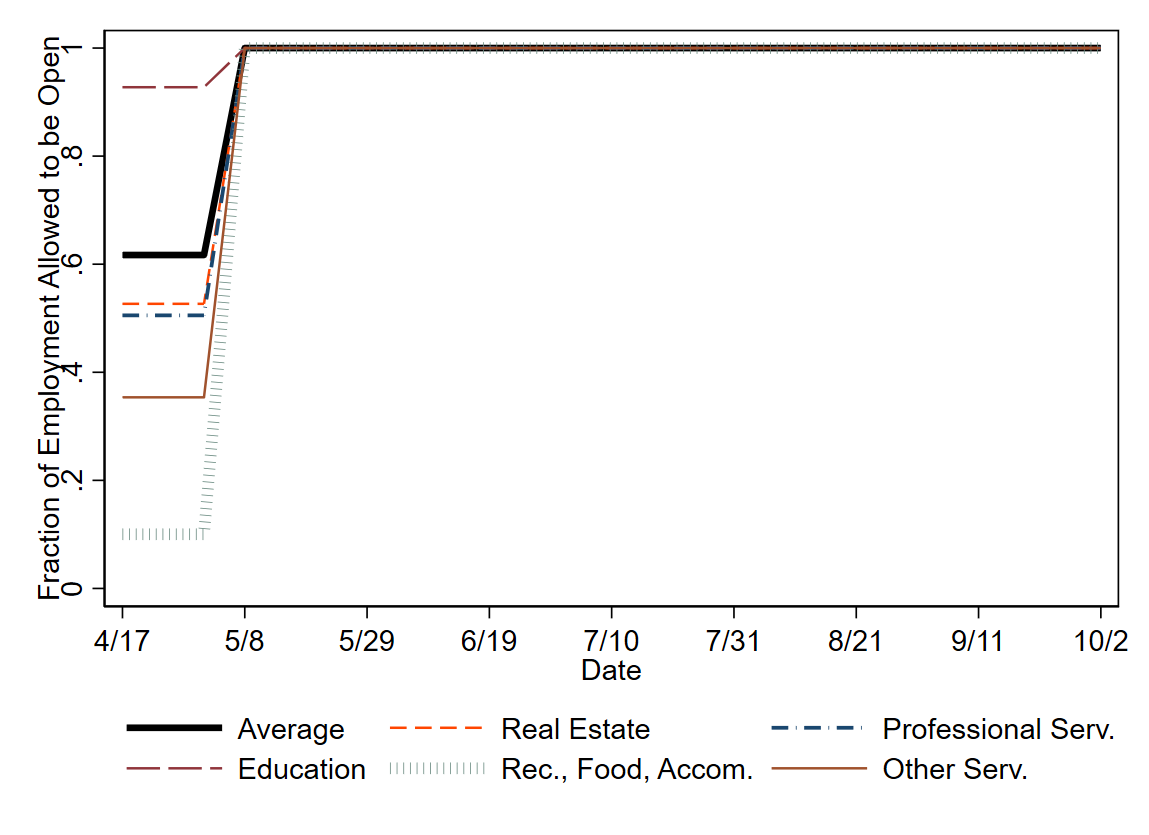 Fraction of Employment Allowed to be Open
1
.8
.6
.4
.2
0
4/17 5/8 5/29 6/19 7/10 7/31 8/21 9/11 10/2
Date
Average Real Estate Professional Serv.
Education Rec., Food, Accom. Other Serv.